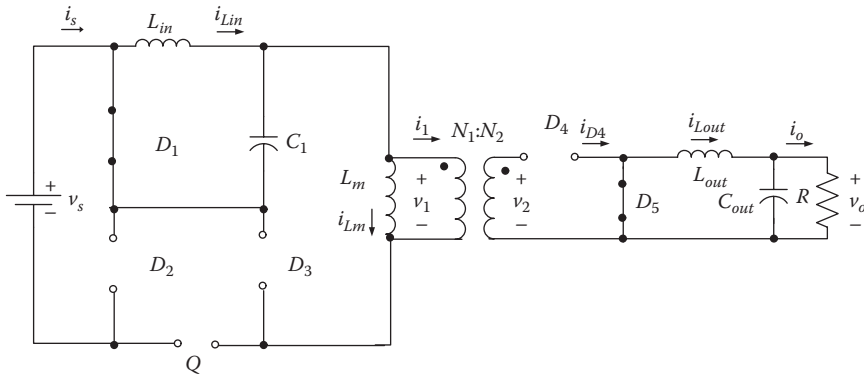 i_s
L_in
i_Lin
D_1
C_1
+
v_s
−
D_2
D_3
Q
L_m
i_Lm
i_1
N_1:N_2
+
v_1
−
+
v_2
−
D_4
i_D4
D_5
i_Lout
L_out
C_out
i_o
R
+
v_o
−